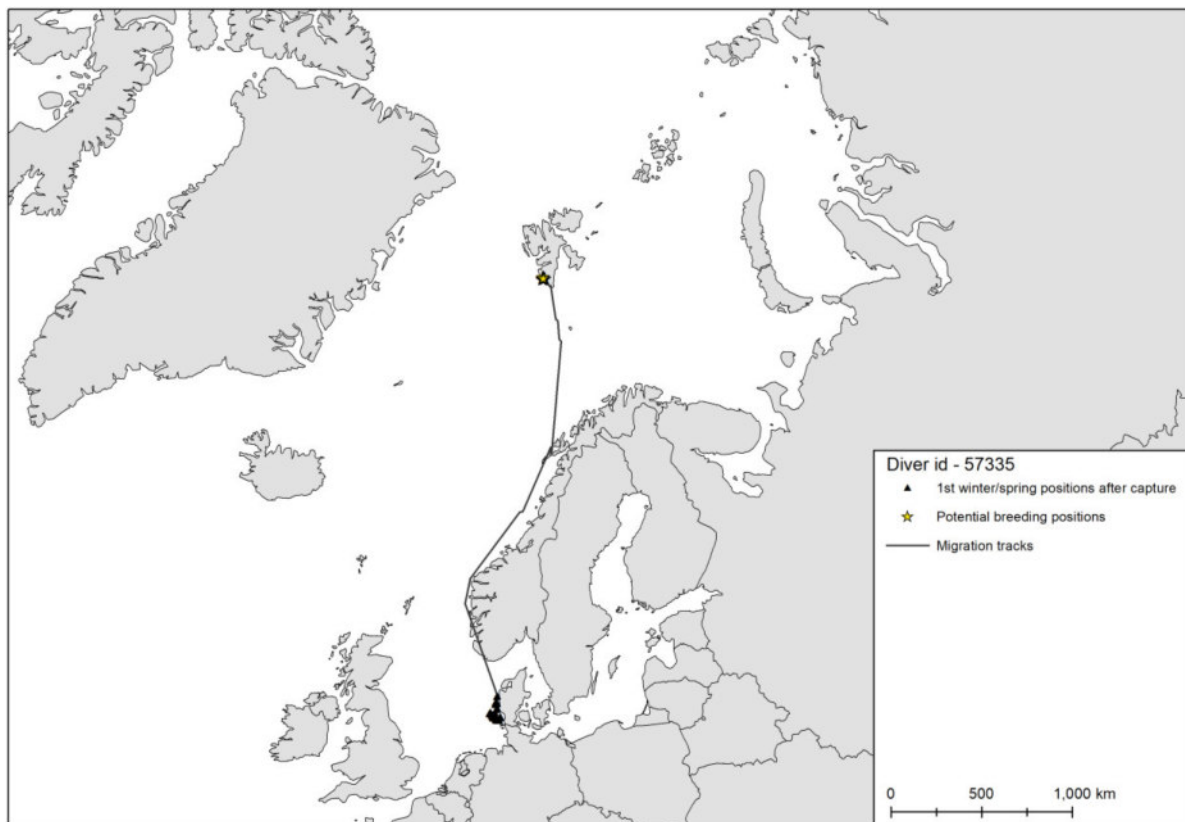 Diver id - 57335
1st winter/spring positions after capture
Potential breeding positions
Migration tracks
0 500 1,000 km